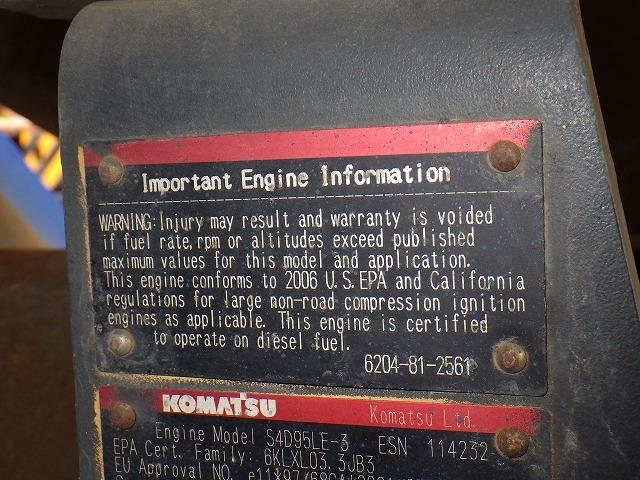 Important Engine Information
WARNING: Injury may result and warranty is voided
if fuel rate, rpm or altitudes exceed published
maximum values for this model and application.
This engine conforms to 2006 U.S.EPA and California
regulations for large non-road compression ignition
engines as applicable. This engine is certified
to operate on diesel fuel.
6204-81-2561
KOMATSU Komatsu Ltd.
Engine Model S4D95LE-3 ESN 114232
EPA Cert. Family: 6KLXL03.3JB3
EU Approval NO.